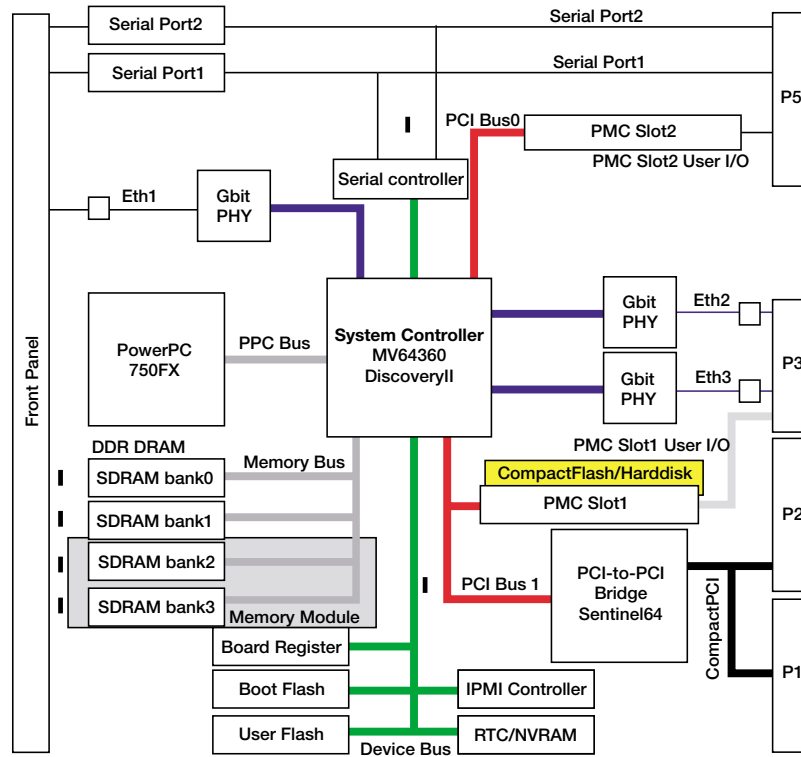 Serial Port2
Serial Port2
Serial Port1
Serial Port1
P5
PCI Bus0
PMC Slot2
PMC Slot2 User I/O
Serial controller
Eth1
Gbit
PHY
Front Panel
PowerPC
750FX
PPC Bus
System Controller
MV64360
DiscoveryII
Gbit
PHY
Eth2
Gbit
PHY
Eth3
P3
DDR DRAM
Memory Bus
SDRAM bank0
SDRAM bank1
SDRAM bank2
SDRAM bank3
Memory Module
PMC Slot1 User I/O
CompactFlash/Harddisk
PMC Slot1
P2
PCI Bus 1
PCI-to-PCI
Bridge
Sentinel64
CompactPCI
P1
Board Register
Boot Flash
IPMI Controller
User Flash
Device Bus
RTC/NVRAM